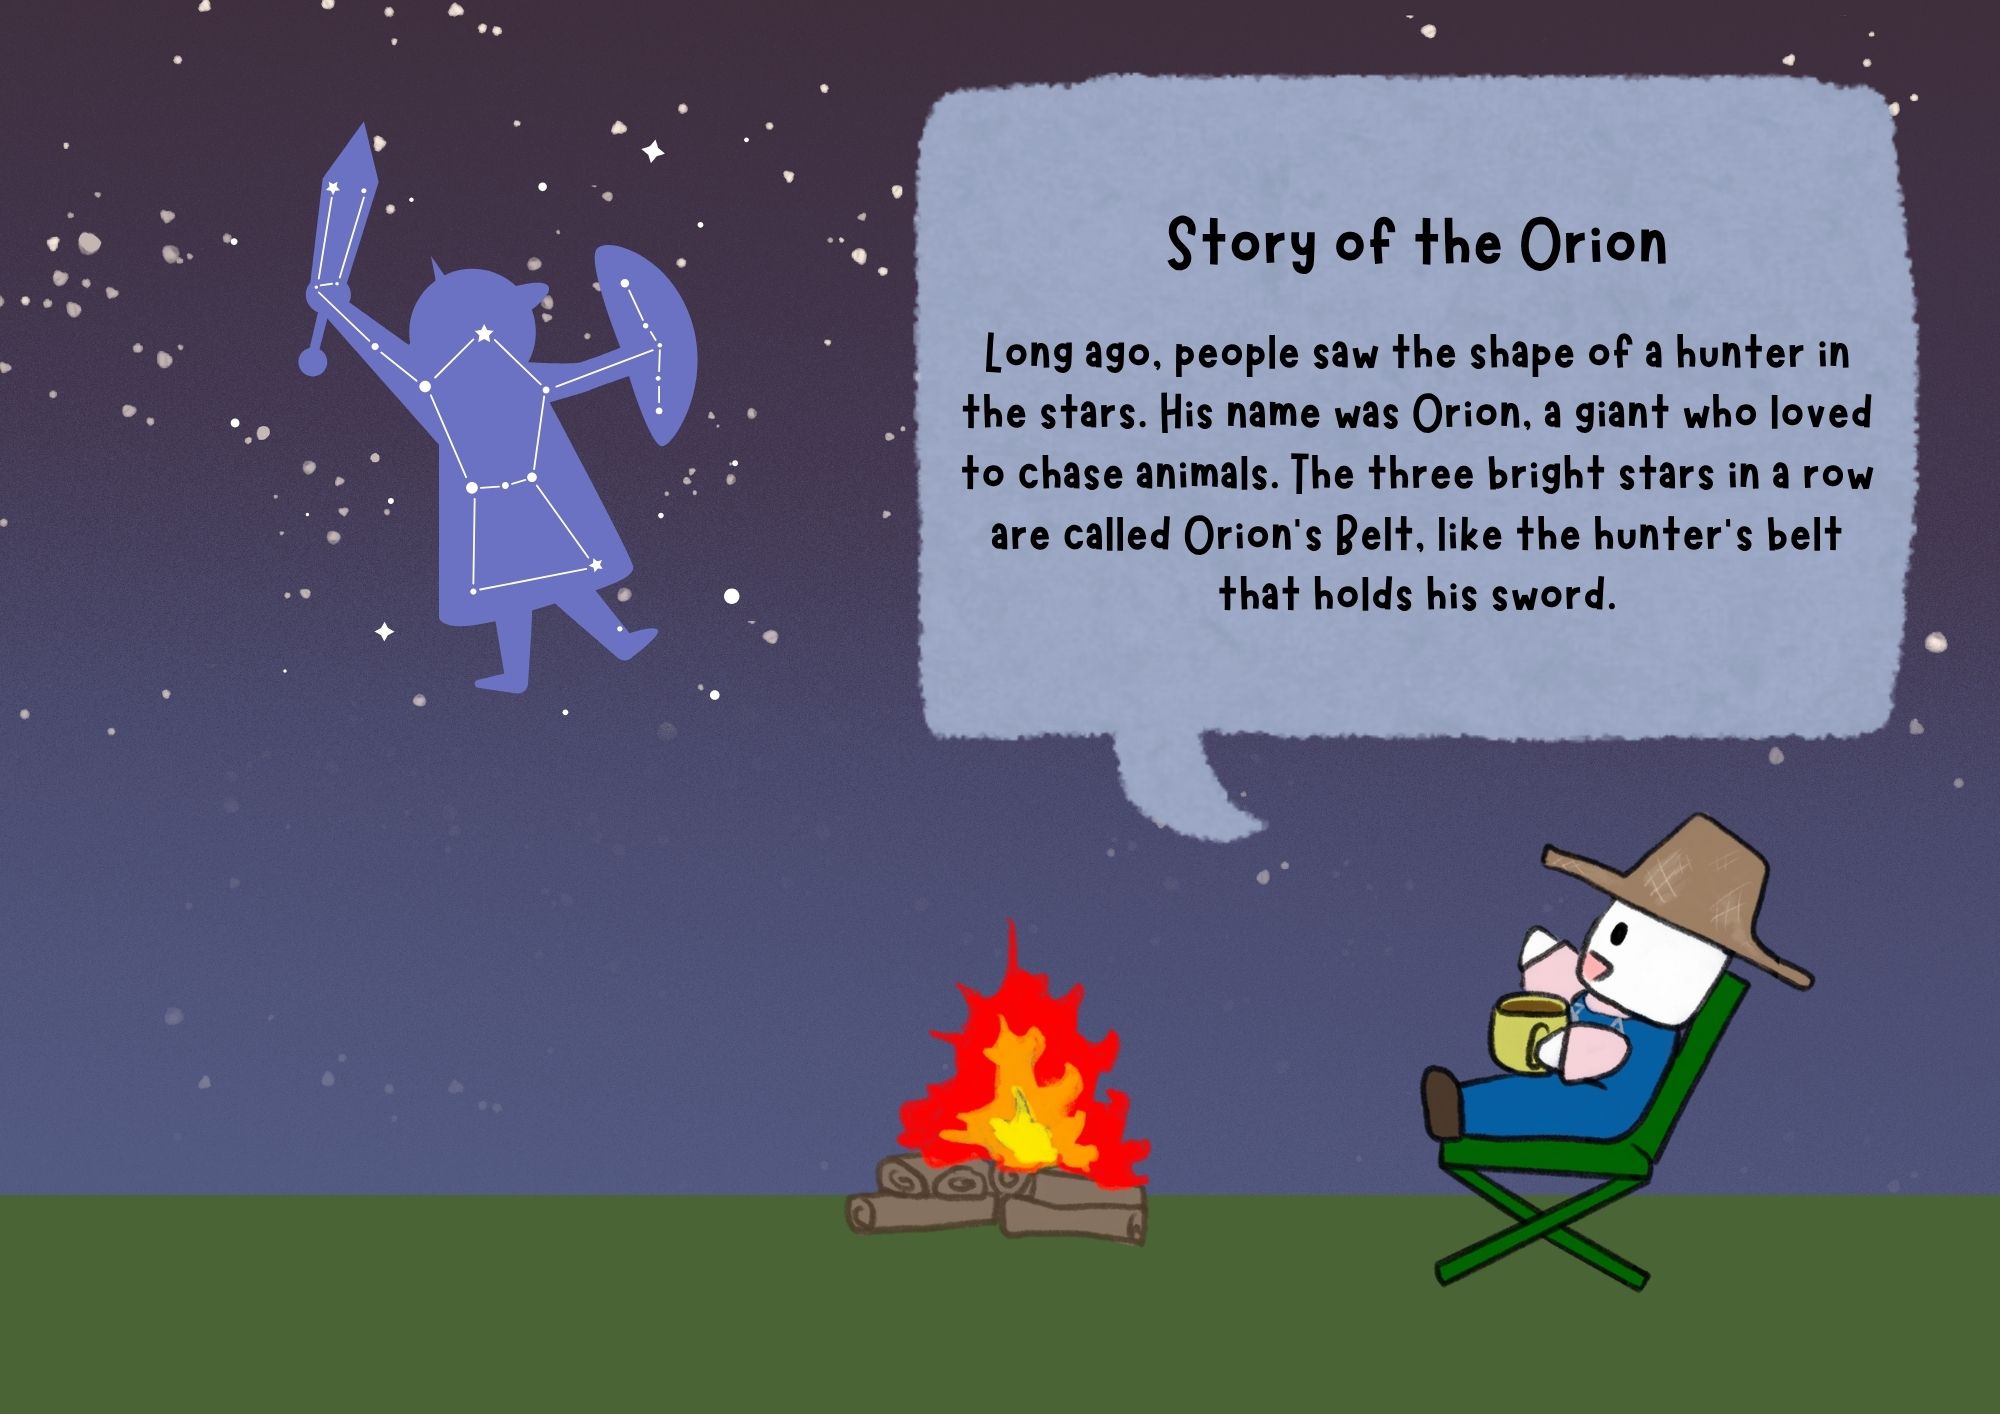 Story of the Orion
Long ago, people saw the shape of a hunter in
the stars. His name was Orion, a giant who loved
to chase animals. The three bright stars in a row
are called Orion's Belt, like the hunter's belt
that holds his sword.